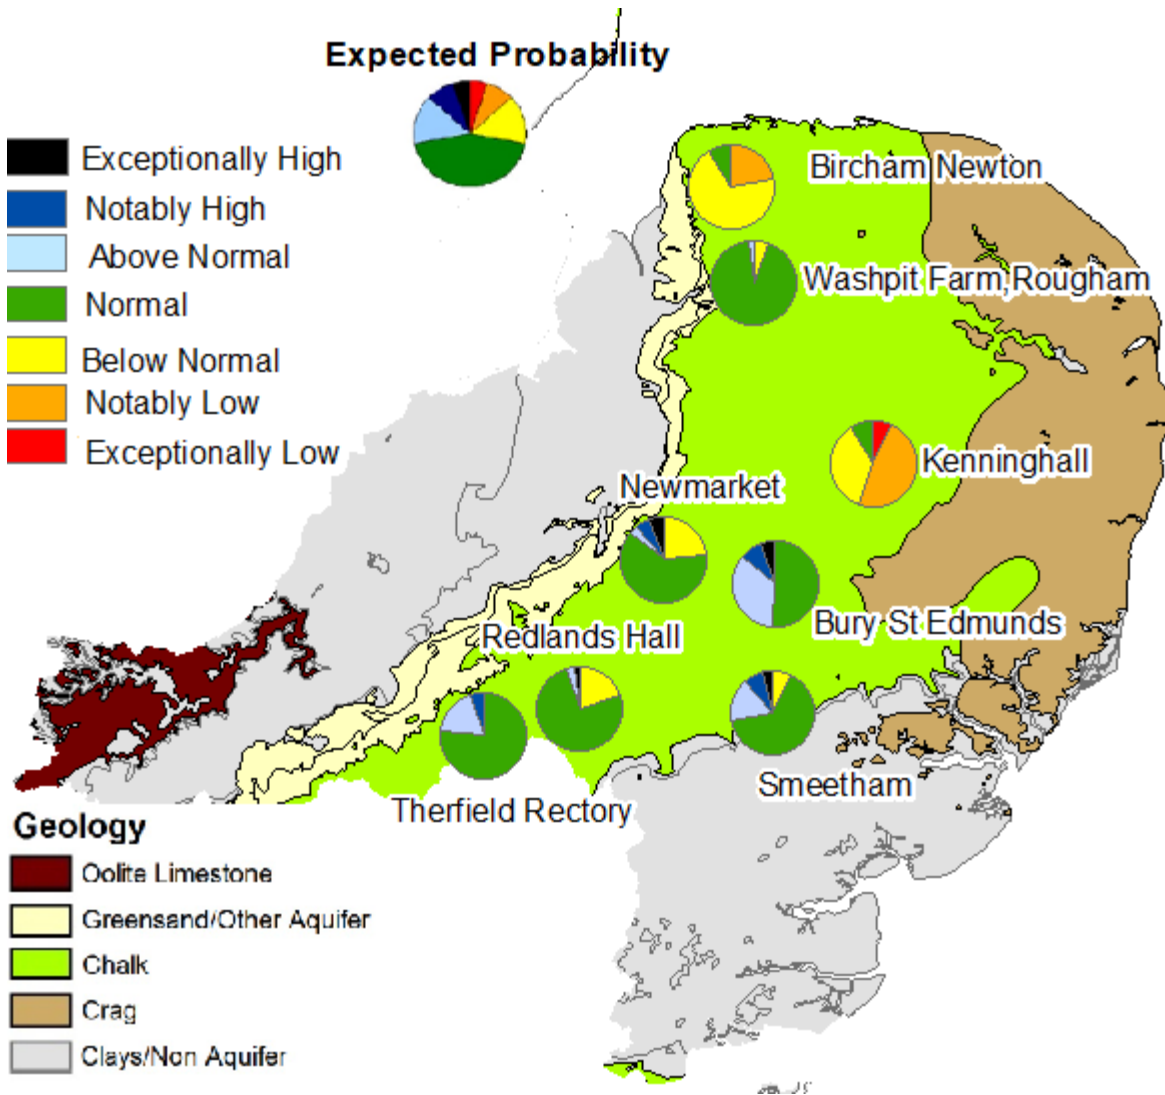 Expected Probability
Exceptionally High
Notably High
Above Normal
Normal
Below Normal
Notably Low
Exceptionally Low
Bircham Newton
Washpit Farm,Rougham
Kenninghall
Newmarket
Bury St Edmunds
Redlands Hall
Smeetham
Therfield Rectory
Geology
Oolite Limestone
Greensand/Other Aquifer
Chalk
Crag
Clays/Non Aquifer